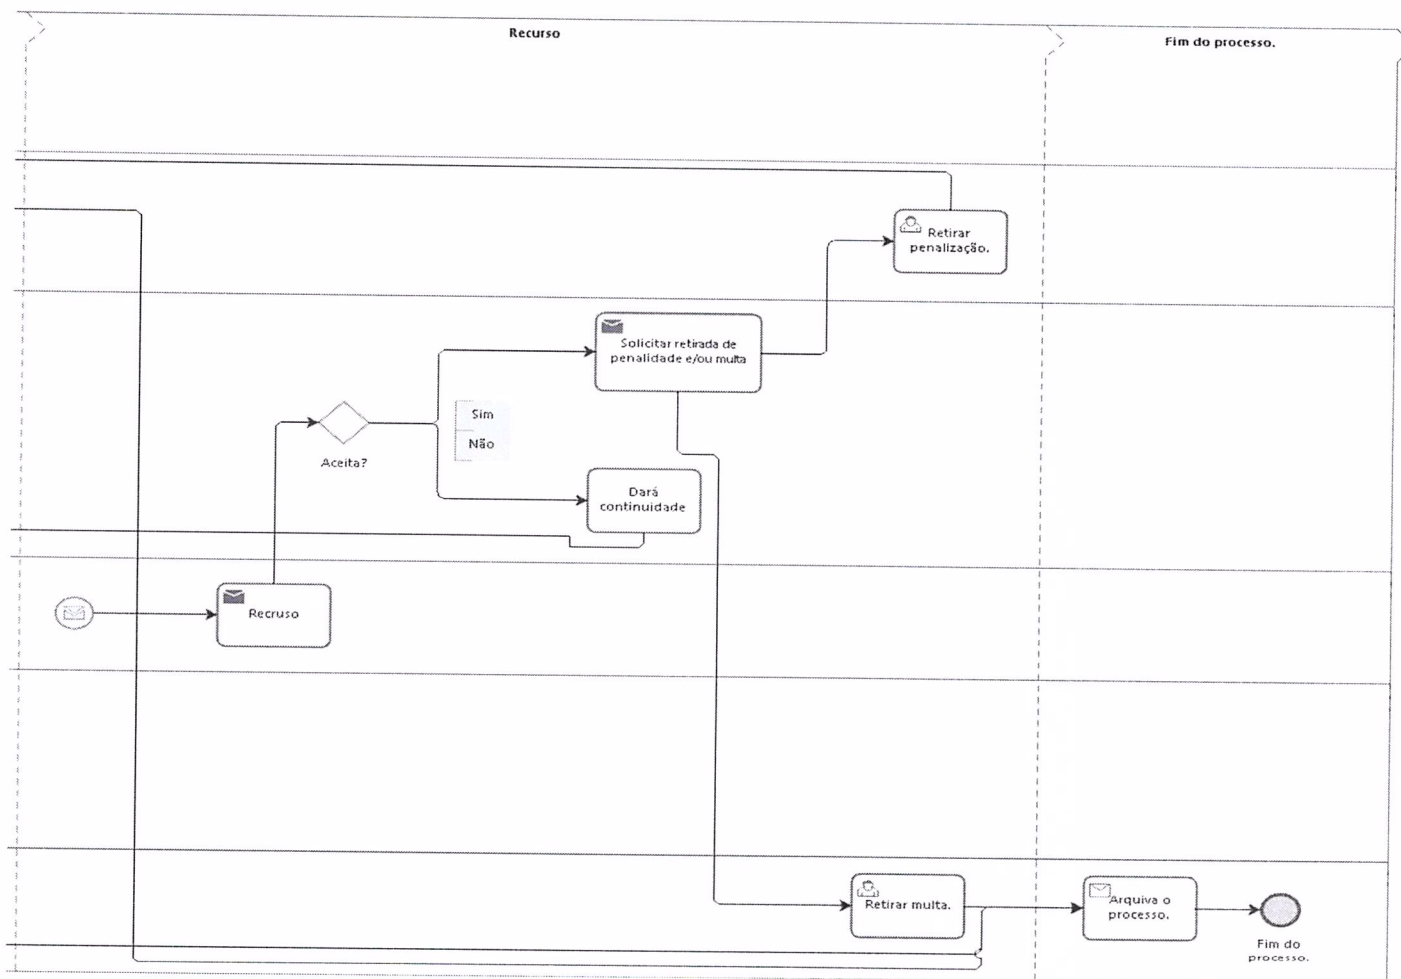 Recurso
Fim do processo.
Retirar
penalização.
Solicitar retirada de
penalidade e/ou multa
Sim
Não
Aceita?
Dará
continuidade
Recruso
Retirar multa.
Arquiva o
processo.
Fim do
processo.